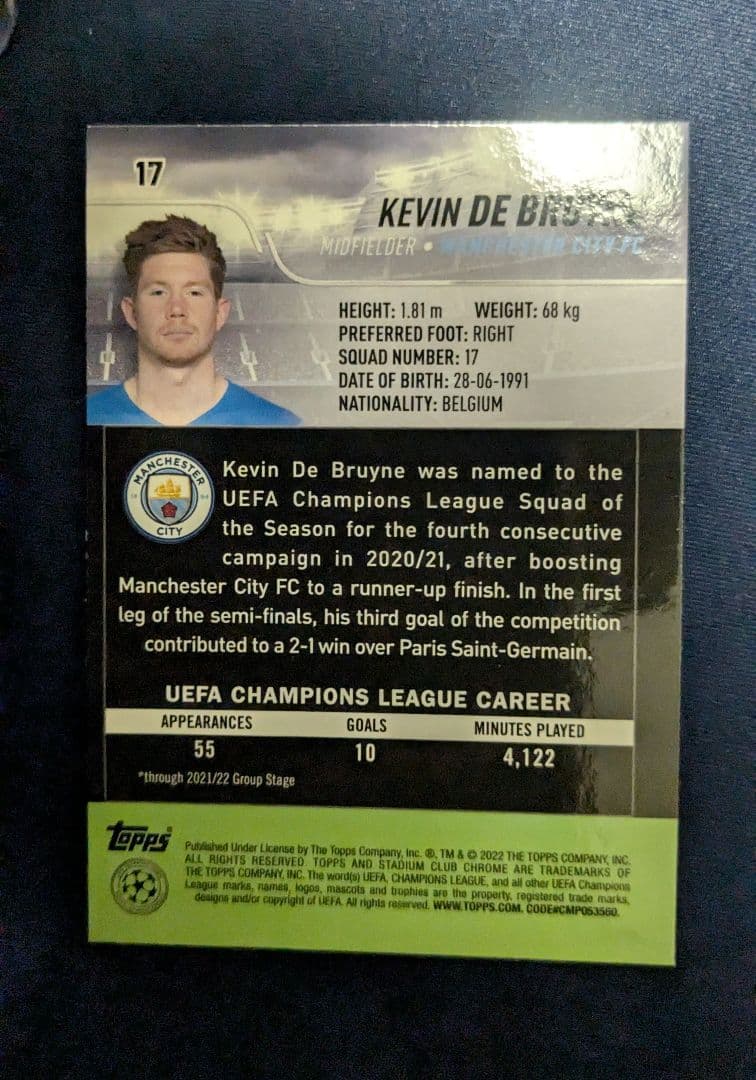 17
KEVIN DE BRUYNE
MIDFIELDER • MANCHESTER CITY FC
HEIGHT: 1.81 m WEIGHT: 68 kg
PREFERRED FOOT: RIGHT
SQUAD NUMBER: 17
DATE OF BIRTH: 28-06-1991
NATIONALITY: BELGIUM
MANCHESTER
CITY
Kevin De Bruyne was named to the
UEFA Champions League Squad of
the Season for the fourth consecutive
campaign in 2020/21, after boosting
Manchester City FC to a runner-up finish. In the first
leg of the semi-finals, his third goal of the competition
contributed to a 2-1 win over Paris Saint-Germain.
UEFA CHAMPIONS LEAGUE CAREER
APPEARANCES GOALS MINUTES PLAYED
55 10 4,122
*through 2021/22 Group Stage
Topps®
Published Under License by The Topps Company, Inc. ®, TM & © 2022 THE TOPPS COMPANY, INC.
ALL RIGHTS RESERVED. TOPPS AND STADIUM CLUB CHROME ARE TRADEMARKS OF
THE TOPPS COMPANY, INC. The word(s) UEFA, CHAMPIONS LEAGUE, and all other UEFA Champions
League marks, names, logos, mascots and trophies are the property, registered trade marks,
designs and/or copyright of UEFA. All rights reserved. WWW.TOPPS.COM. CODE#CMP053560.